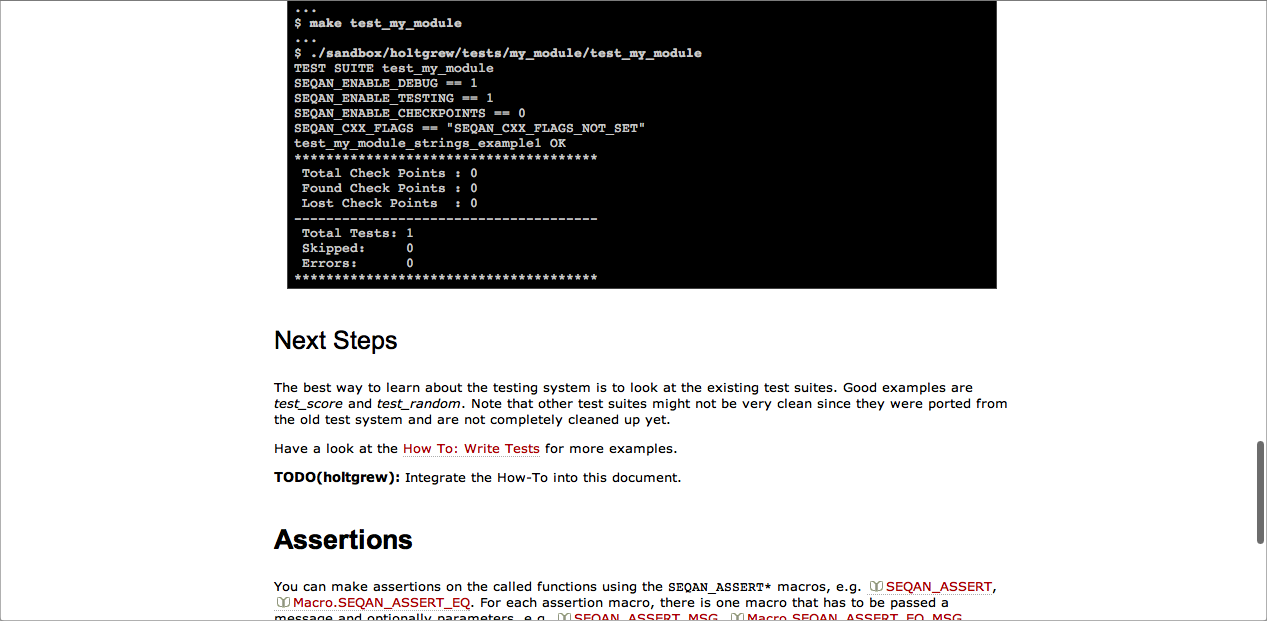 ...
$ make test_my_module
...
$ ./sandbox/holtgrew/tests/my_module/test_my_module
TEST SUITE test_my_module
SEQAN_ENABLE_DEBUG == 1
SEQAN_ENABLE_TESTING == 1
SEQAN_ENABLE_CHECKPOINTS == 0
SEQAN_CXX_FLAGS == "SEQAN_CXX_FLAGS_NOT_SET"
test_my_module_strings_example1 OK
**************************************
Total Check Points : 0
Found Check Points : 0
Lost Check Points : 0
--------------------------------------
Total Tests: 1
Skipped: 0
Errors: 0
**************************************
Next Steps
The best way to learn about the testing system is to look at the existing test suites. Good examples are
test_score and test_random. Note that other test suites might not be very clean since they were ported from
the old test system and are not completely cleaned up yet.
Have a look at the How To: Write Tests for more examples.
TODO(holtgrew): Integrate the How-To into this document.
Assertions
You can make assertions on the called functions using the SEQAN_ASSERT* macros, e.g. SEQAN_ASSERT,
Macro.SEQAN_ASSERT_EQ. For each assertion macro, there is one macro that has to be passed a
message and optionally parameters, e.g. SEQAN_ASSERT_MSG, Macro.SEQAN_ASSERT_EQ_MSG.